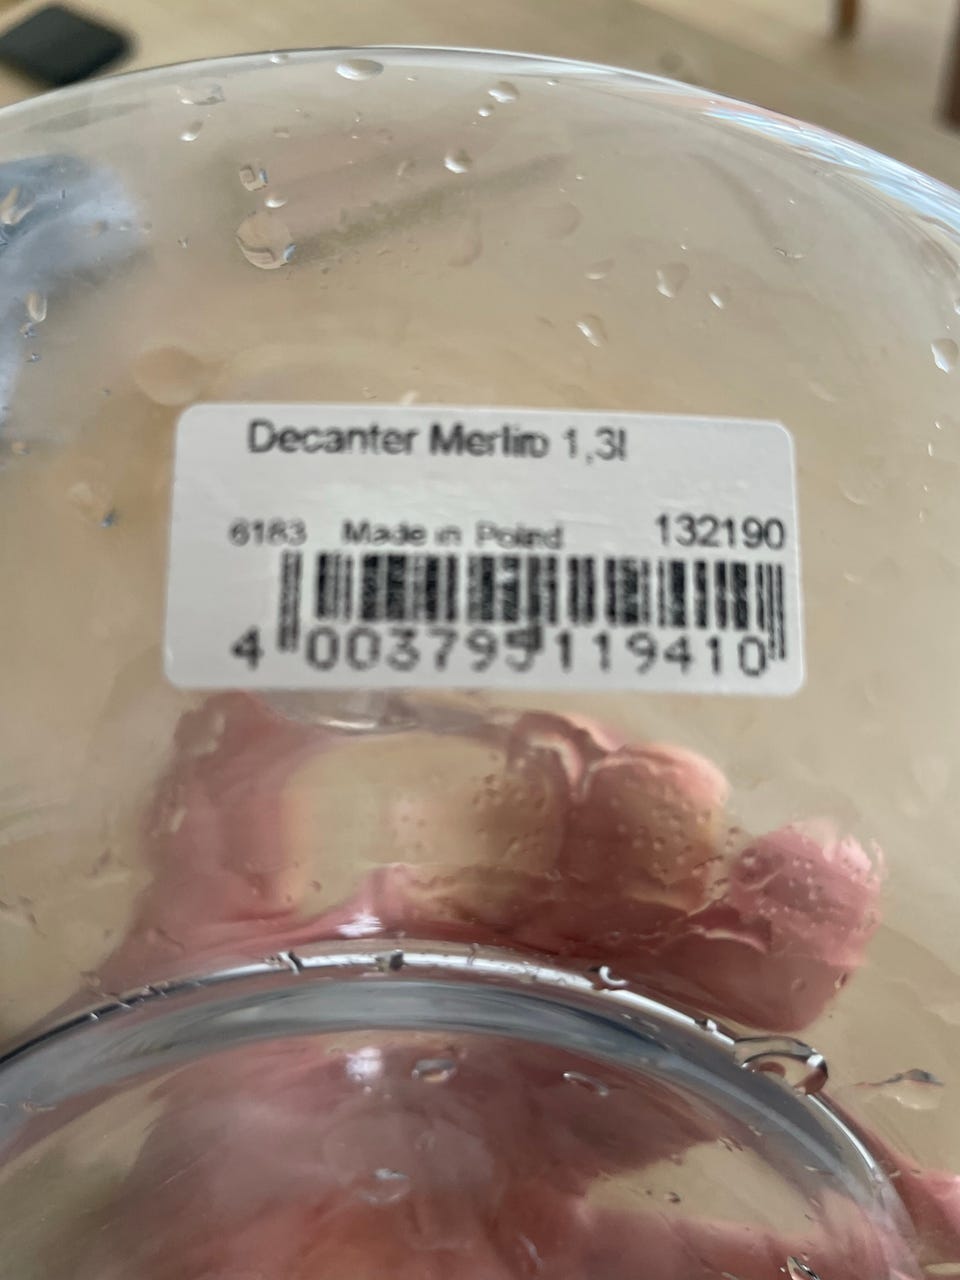 Decanter Merlino 1,3l
6183 Made in Poland 132190
4 003795 119410